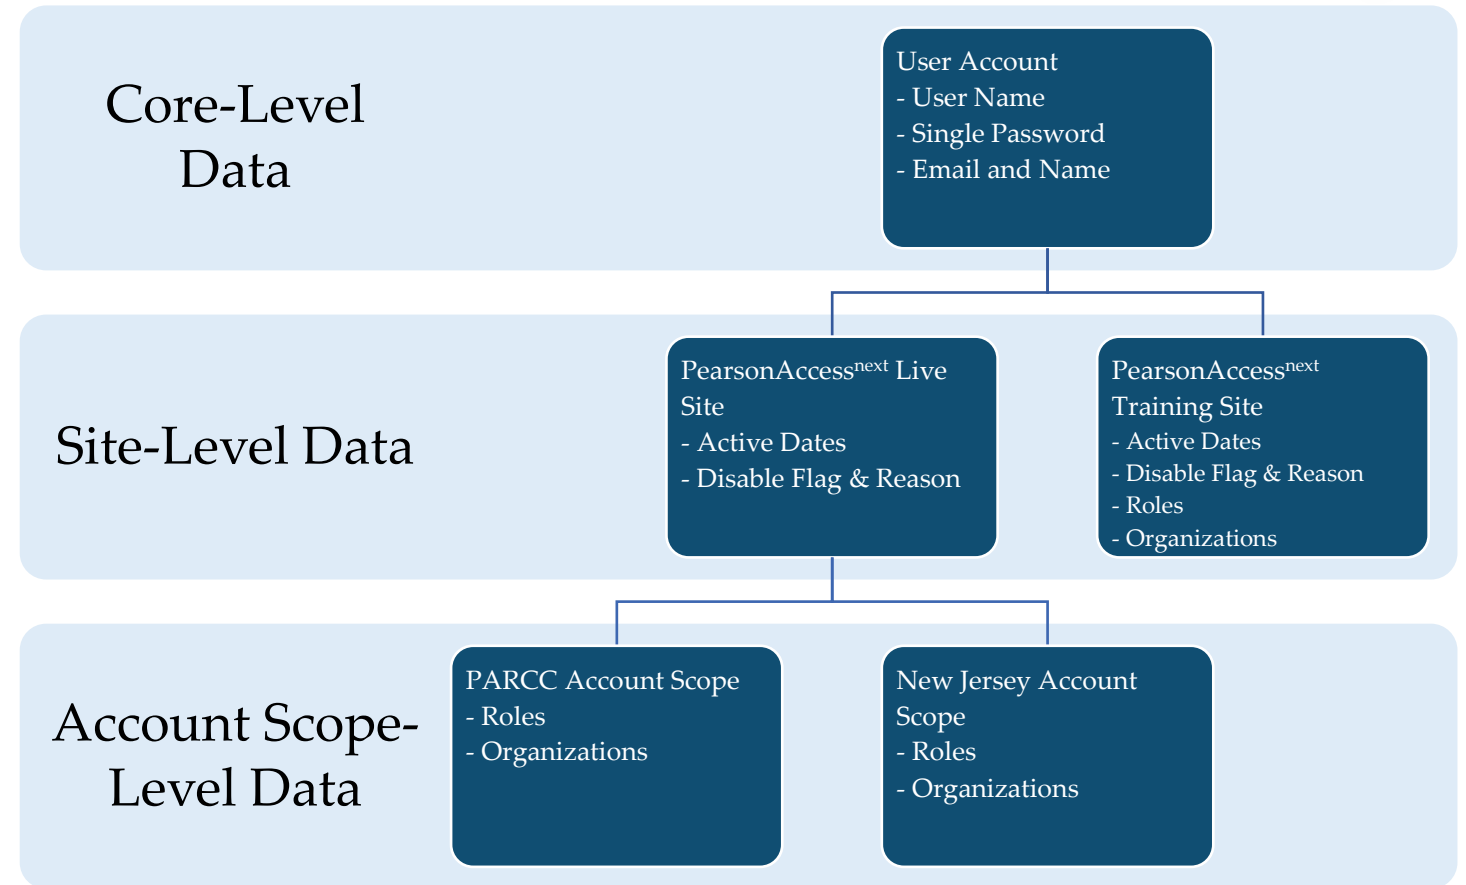 Core-Level
Data
User Account
- User Name
- Single Password
- Email and Name
Site-Level Data
PearsonAccessnext Live
Site
- Active Dates
- Disable Flag & Reason
PearsonAccessnext
Training Site
- Active Dates
- Disable Flag & Reason
- Roles
- Organizations
Account Scope-
Level Data
PARCC Account Scope
- Roles
- Organizations
New Jersey Account
Scope
- Roles
- Organizations